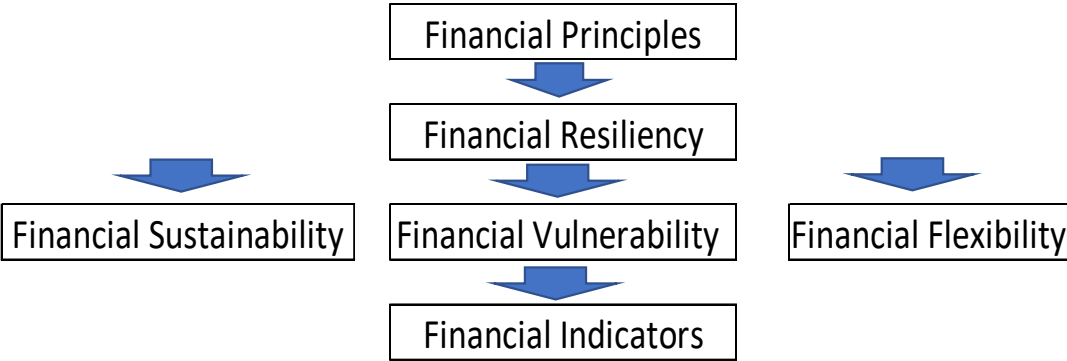 Financial Principles
Financial Resiliency
Financial Sustainability
Financial Vulnerability
Financial Flexibility
Financial Indicators